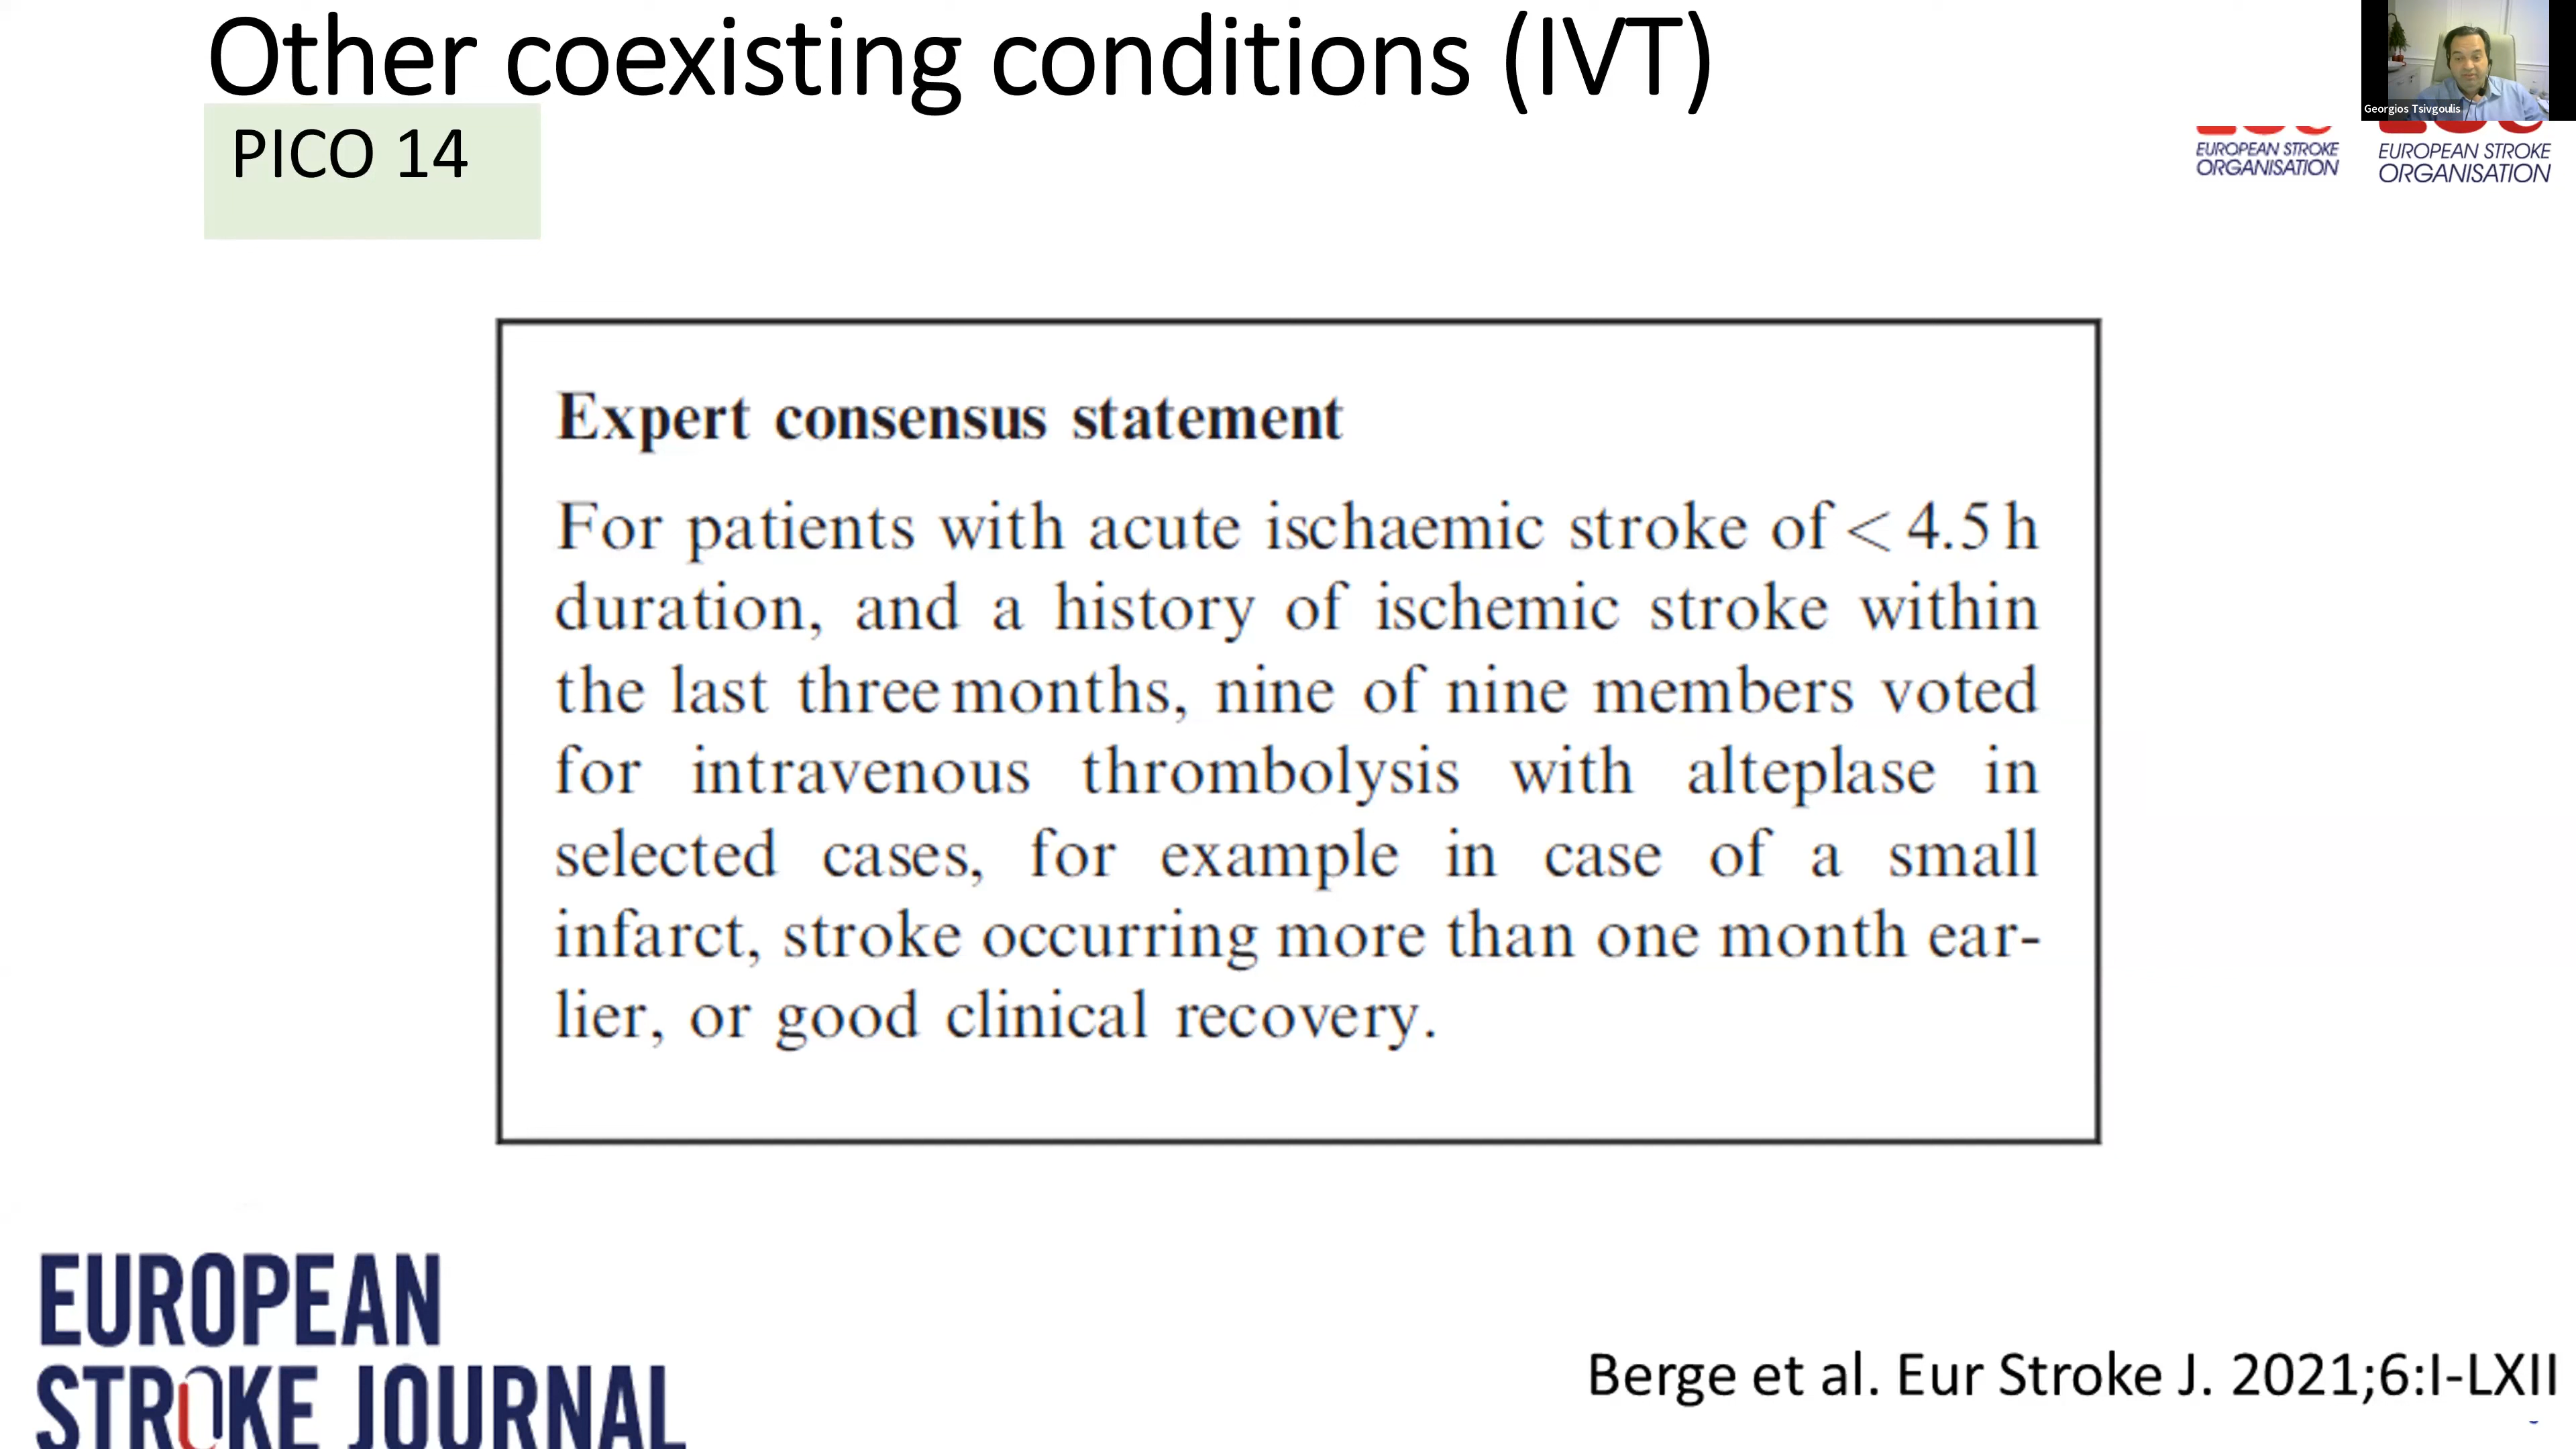 Other coexisting conditions (IVT)
PICO 14
Georgios Tsivgoulis
EUROPEAN STROKE
ORGANISATION
EUROPEAN STROKE
ORGANISATION
Expert consensus statement
For patients with acute ischaemic stroke of < 4.5 h
duration, and a history of ischemic stroke within
the last three months, nine of nine members voted
for intravenous thrombolysis with alteplase in
selected cases, for example in case of a small
infarct, stroke occurring more than one month ear-
lier, or good clinical recovery.
EUROPEAN
STROKE JOURNAL
Berge et al. Eur Stroke J. 2021;6:I-LXII